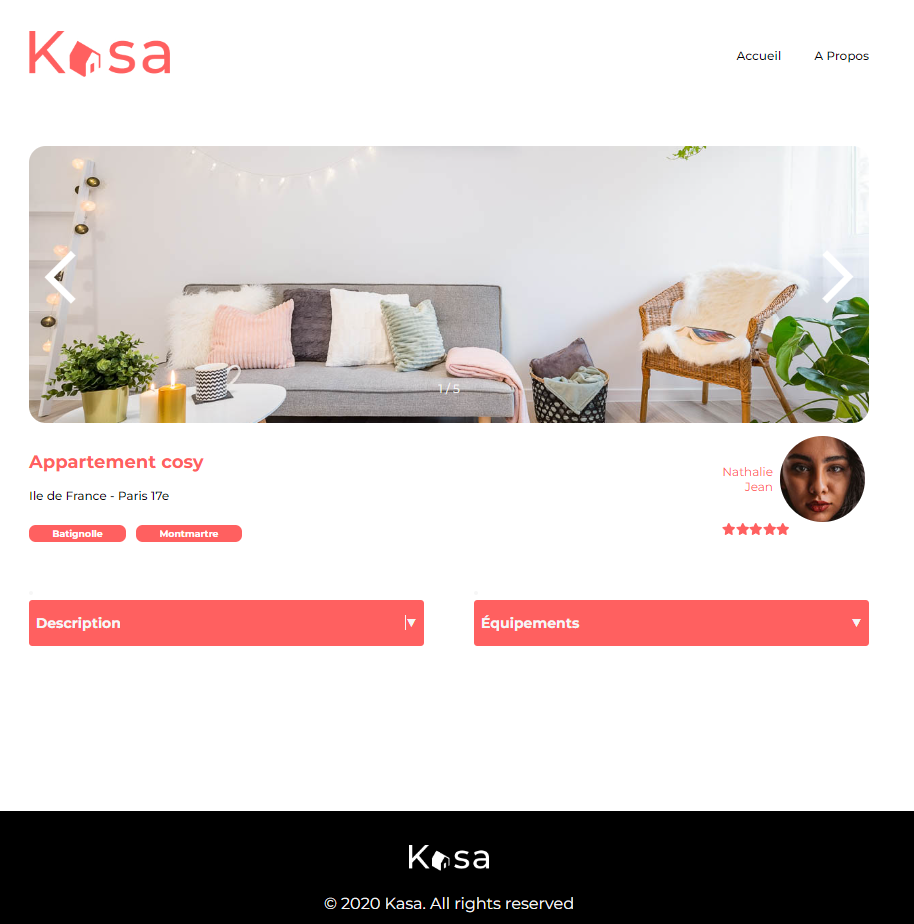 Kasa
Accueil A Propos
1 / 5
Appartement cosy
Ile de France - Paris 17e
Batignolle Montmartre
Nathalie
Jean
Description ▼
Équipements ▼
Kasa
© 2020 Kasa. All rights reserved